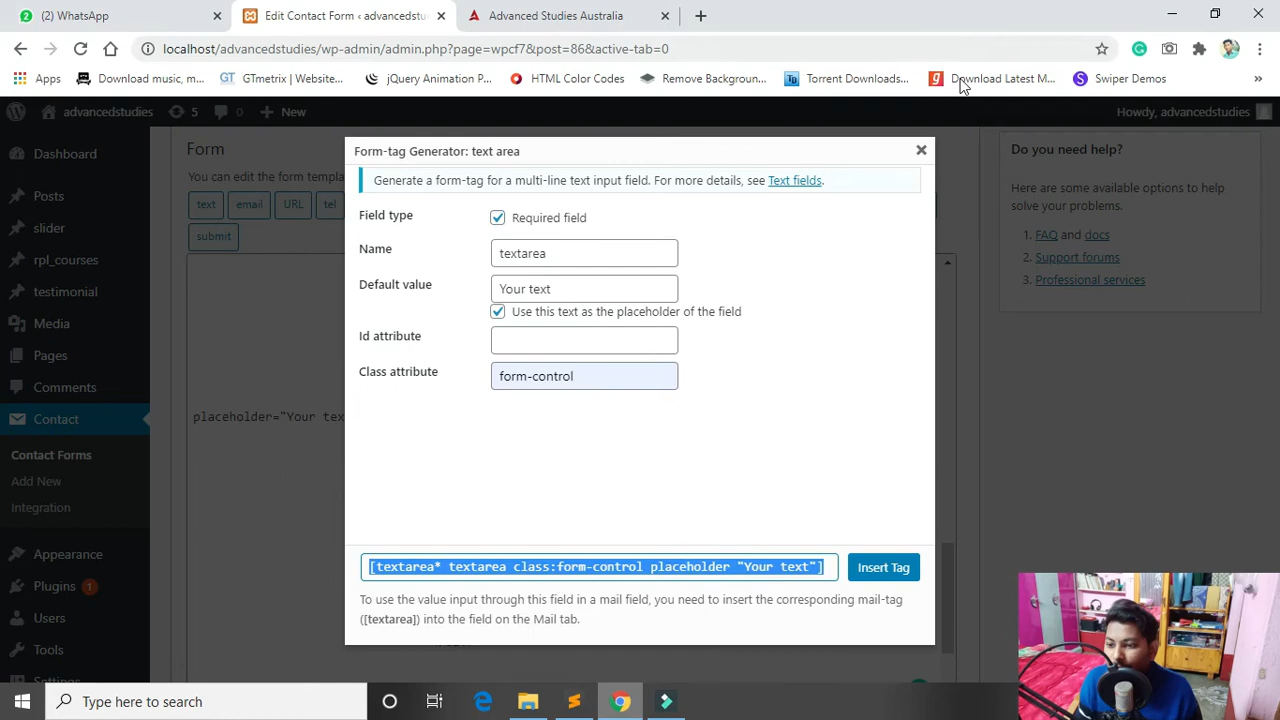 2
(2) WhatsApp
Edit Contact Form ‹ advancedstu
Advanced Studies Australia
localhost/advancedstudies/wp-admin/admin.php?page=wpcf7&post=86&active-tab=0
Apps
Download music, m...
GT
GTmetrix | Website...
jQuery Animation P...
HTML Color Codes
Remove Backgroun...
Torrent Downloads...
Download Latest M...
Swiper Demos
»
advancedstudies
5
0
New
Howdy, advancedstudies
Dashboard
Posts
slider
rpl_courses
testimonial
Media
Pages
Comments
Contact
Contact Forms
Add New
Integration
Appearance
Plugins 1
Users
Tools
Settings
Form
You can edit the form templa
text
email
URL
tel
submit
placeholder="Your tex
Form-tag Generator: text area
Generate a form-tag for a multi-line text input field. For more details, see Text fields.
Field type
Required field
Name
textarea
Default value
Your text
Use this text as the placeholder of the field
Id attribute
Class attribute
form-control
[textarea* textarea class:form-control placeholder "Your text"]
Insert Tag
To use the value input through this field in a mail field, you need to insert the corresponding mail-tag
([textarea]) into the field on the Mail tab.
Do you need help?
Here are some available options to help
solve your problems.
1. FAQ and docs
2. Support forums
3. Professional services
Type here to search